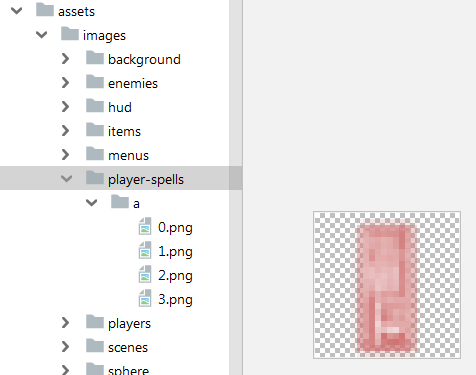 assets
images
background
enemies
hud
items
menus
player-spells
a
0.png
1.png
2.png
3.png
players
scenes
sphere